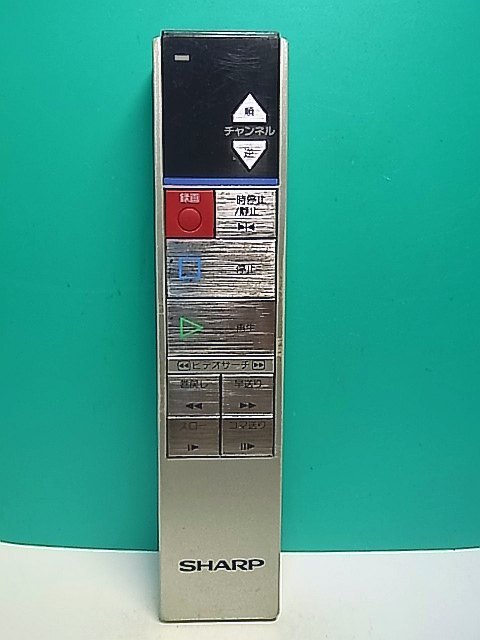 順
チャンネル
逆
録画
一時停止
/静止
停止
再生
ビデオサーチ
巻戻し 早送り
スロー コマ送り
SHARP